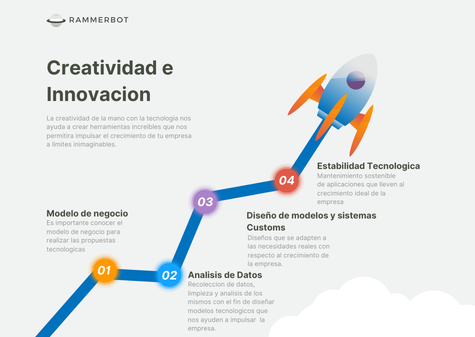 RAMMERBOT
Creatividad e
Innovacion
La creatividad de la mano con la tecnologia nos
ayuda a crear herramientas increíbles que nos
permitira impulsar el crecimiento de tu empresa
a limites inimaginables.
04
Estabilidad Tecnologica
Mantenimiento sostenible
de aplicaciones que lleven al
crecimiento ideal de la
empresa
03
Modelo de negocio
Es importante conocer el
modelo de negocio para
realizar las propuestas
tecnologicas
Diseño de modelos y sistemas
Customs
Diseños que se adapten a
las necesidades reales con
respecto al crecimiento de
la empresa.
01
02
Analisis de Datos
Recoleccion de datos,
limpieza y analisis de los
mismos con el fin de diseñar
modelos tecnologicos que
nos ayuden a impulsar la
empresa.